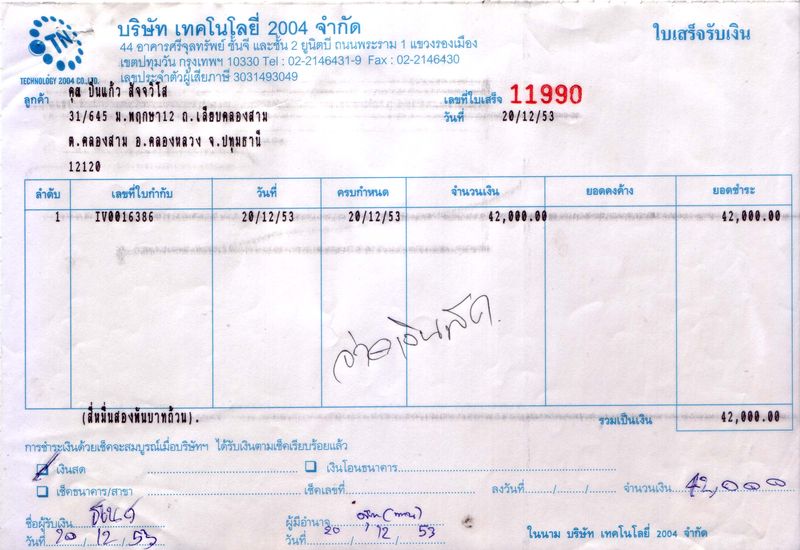 TN
TECHNOLOGY 2004 CO.,LTD.
บริษัท เทคโนโลยี่ 2004 จำกัด
44 อาคารศรีจุลทรัพย์ ชั้นจี และชั้น 2 ยูนิตบี ถนนพระราม 1 แขวงรองเมือง
เขตปทุมวัน กรุงเทพฯ 10330 Tel : 02-2146431-9 Fax : 02-2146430
เลขประจำตัวผู้เสียภาษี 3031493049
ใบเสร็จรับเงิน
ลูกค้า คุณ ปิ่นแก้ว สัจจวิโส
31/645 ม.พฤกษา12 ถ.เลียบคลองสาม
ต.คลองสาม อ.คลองหลวง จ.ปทุมธานี
12120
เลขที่ใบเสร็จ 11990
วันที่ 20/12/53
ลำดับ เลขที่ใบกำกับ วันที่ ครบกำหนด จำนวนเงิน ยอดคงค้าง ยอดชำระ
1 IV0016386 20/12/53 20/12/53 42,000.00 42,000.00
จ่ายเงินสด
(สี่หมื่นสองพันบาทถ้วน). รวมเป็นเงิน 42,000.00
การชำระเงินด้วยเช็คจะสมบูรณ์เมื่อบริษัทฯ ได้รับเงินตามเช็คเรียบร้อยแล้ว
เงินสด เงินโอนธนาคาร
เช็คธนาคาร/สาขา เช็คเลขที่ ลงวันที่ / / จำนวนเงิน 42,000
ชื่อผู้รับเงิน ผู้มีอำนาจ
วันที่ 20 / 12 / 53 วันที่ 20 / 12 / 53 ในนาม บริษัท เทคโนโลยี่ 2004 จำกัด